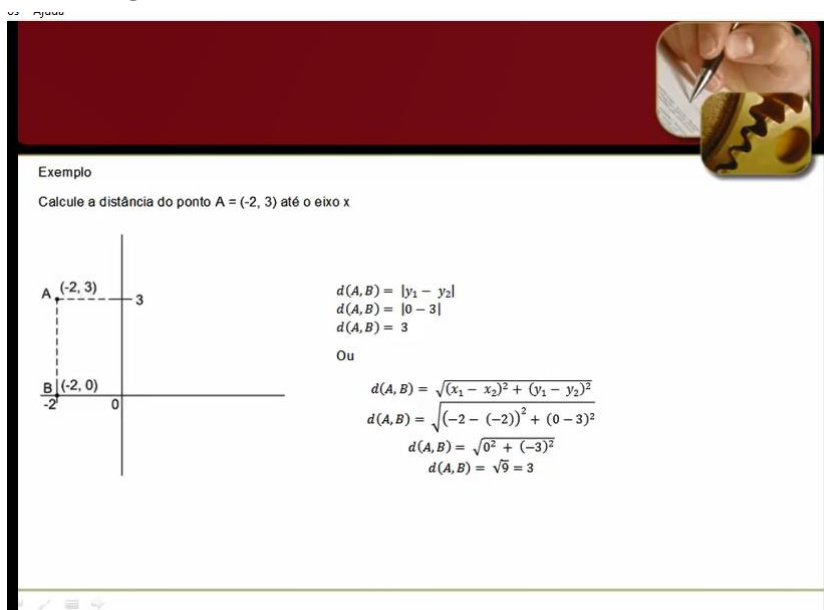 os Ajuda
Exemplo
Calcule a distância do ponto A = (-2, 3) até o eixo x
A (-2, 3)
3
B (-2, 0)
-2
0
d(A, B) = |y₁ − y₂|
d(A, B) = |0 − 3|
d(A, B) = 3
Ou
d(A, B) = √((x₁ − x₂)² + (y₁ − y₂)²)
d(A, B) = √((−2 − (−2))² + (0 − 3)²)
d(A, B) = √(0² + (−3)²)
d(A, B) = √9 = 3